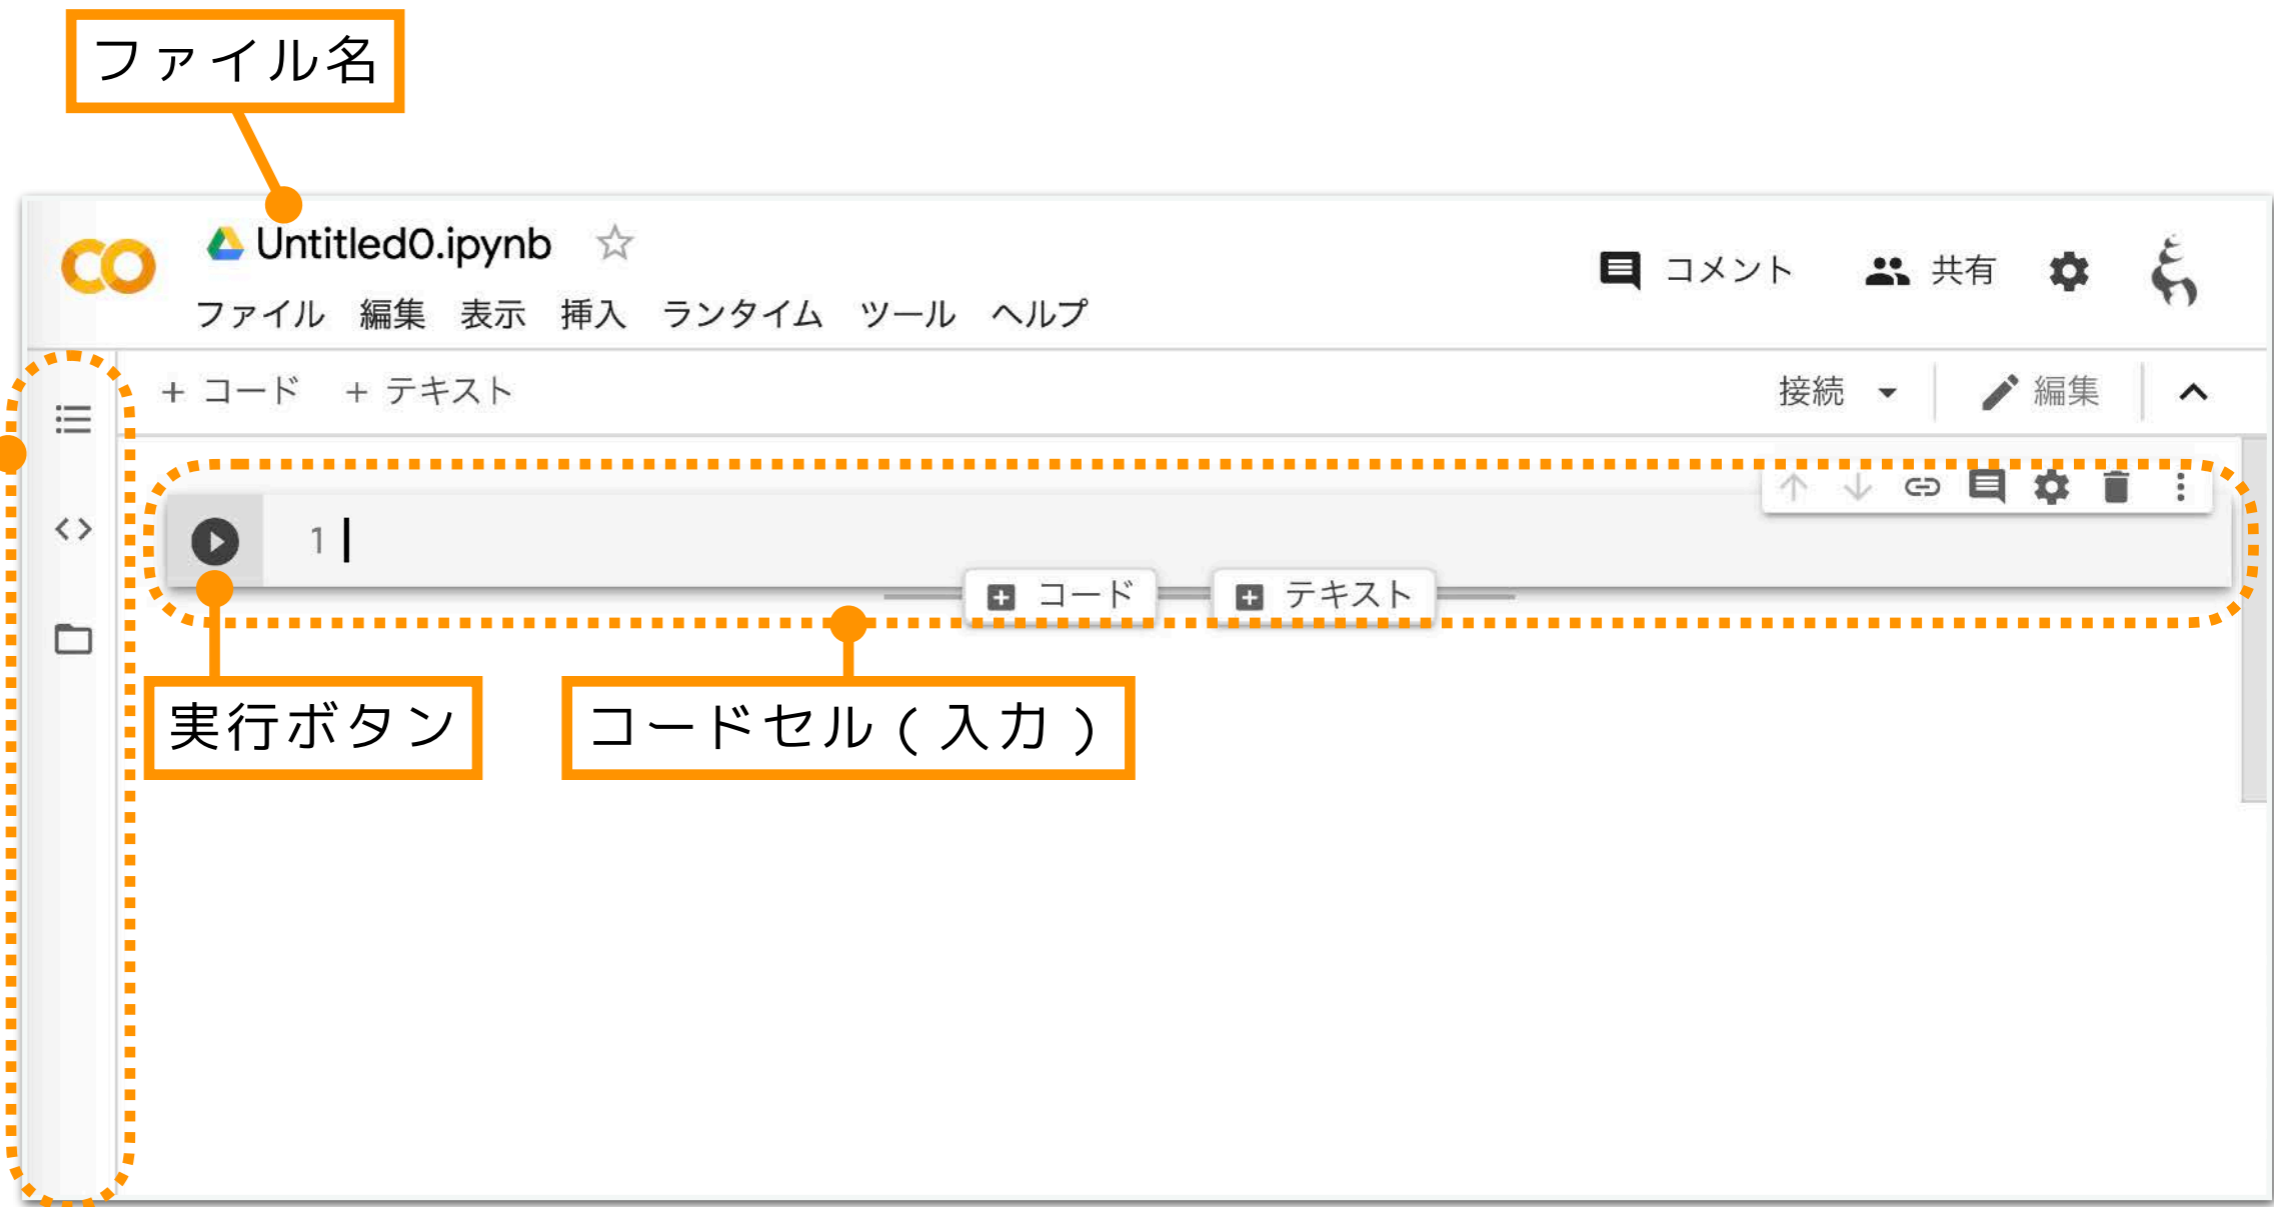 ファイル名
Untitled0.ipynb
コメント 共有
ファイル 編集 表示 挿入 ランタイム ツール ヘルプ
+ コード + テキスト
接続 編集
1
コード テキスト
実行ボタン
コードセル(入力)